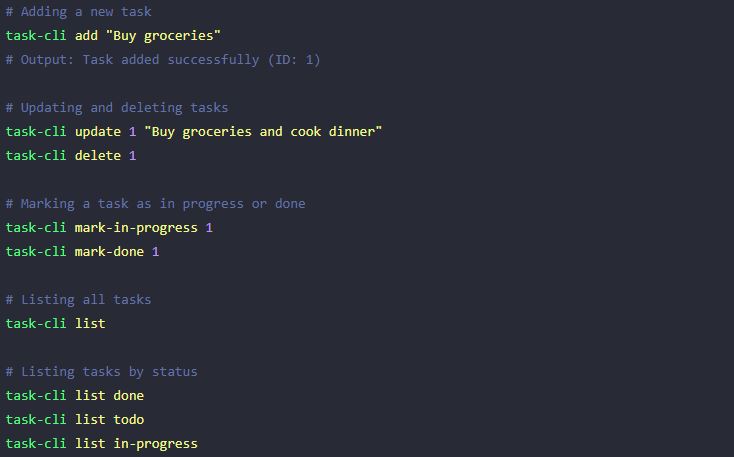 # Adding a new task
task-cli add "Buy groceries"
# Output: Task added successfully (ID: 1)
# Updating and deleting tasks
task-cli update 1 "Buy groceries and cook dinner"
task-cli delete 1
# Marking a task as in progress or done
task-cli mark-in-progress 1
task-cli mark-done 1
# Listing all tasks
task-cli list
# Listing tasks by status
task-cli list done
task-cli list todo
task-cli list in-progress